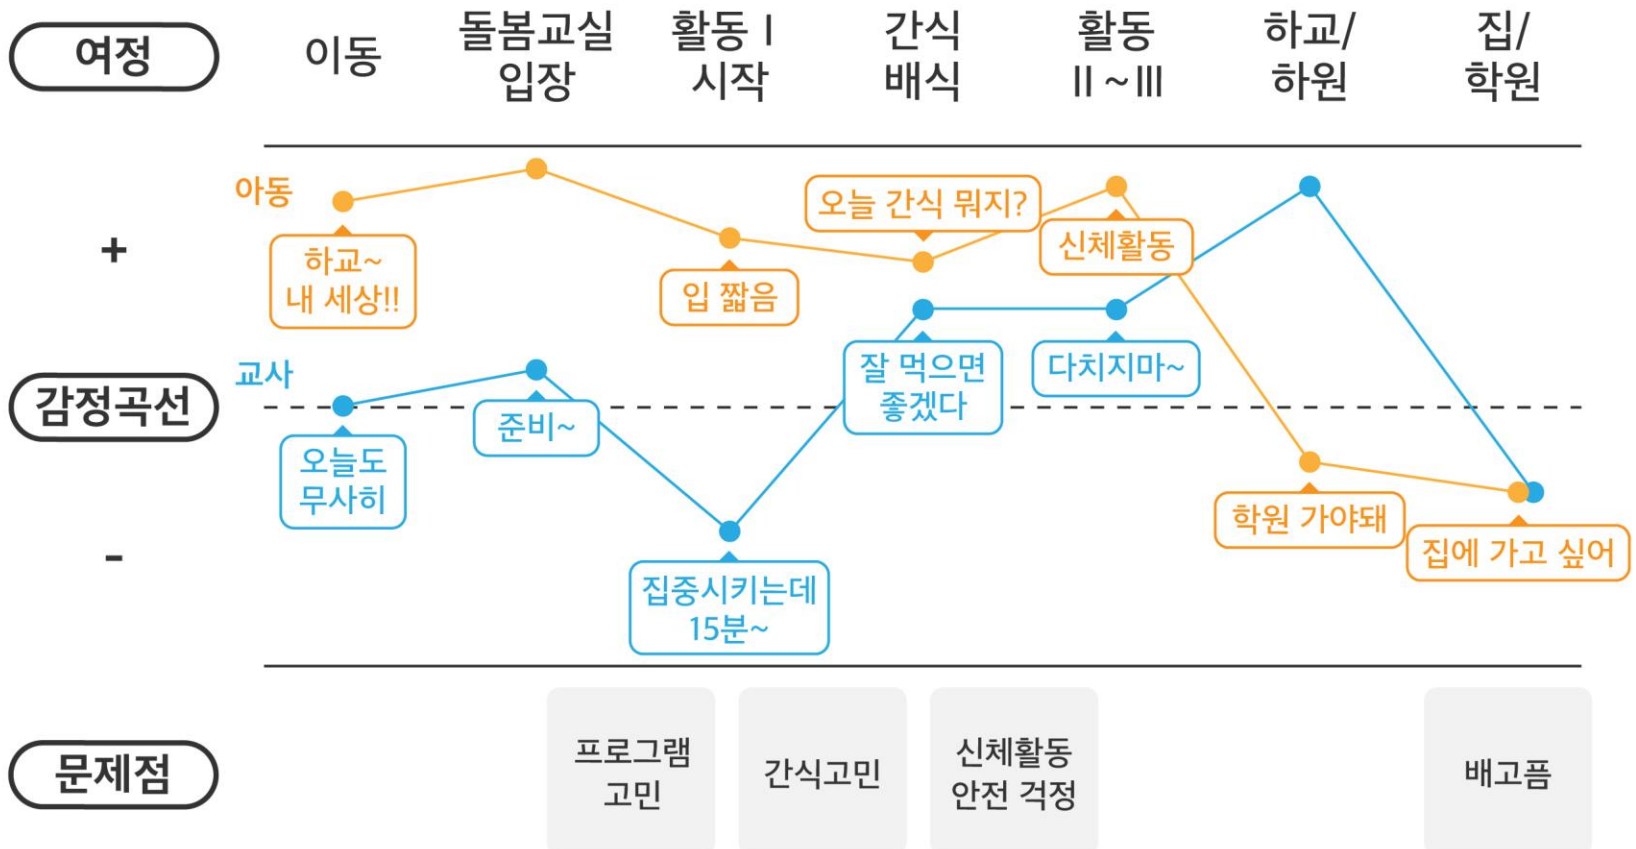 여정
이동
돌봄교실
입장
활동 I
시작
간식
배식
활동
II ~ III
하교/
하원
집/
학원
+
아동
하교~
내 세상!!
입 짧음
오늘 간식 뭐지?
신체활동
학원 가야돼
집에 가고 싶어
감정곡선
교사
오늘도
무사히
준비~
집중시키는데
15분~
잘 먹으면
좋겠다
다치지마~
-
문제점
프로그램
고민
간식고민
신체활동
안전 걱정
배고픔